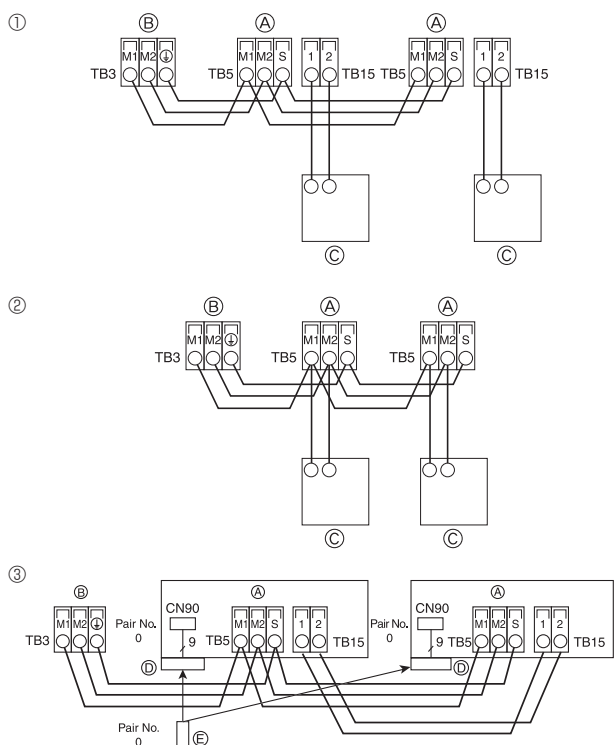 ①
Ⓑ Ⓐ Ⓐ
M1 M2 ⏚ M1 M2 S 1 2 M1 M2 S 1 2
TB3 TB5 TB15 TB5 TB15
Ⓒ Ⓒ
②
Ⓑ Ⓐ Ⓐ
M1 M2 ⏚ M1 M2 S M1 M2 S
TB3 TB5 TB5
Ⓒ Ⓒ
③
Ⓑ Ⓐ Ⓐ
CN90 CN90
M1 M2 ⏚ Pair No. M1 M2 S 1 2 Pair No. M1 M2 S 1 2
TB3 0 9 TB5 TB15 0 9 TB5 TB15
Ⓓ Ⓓ
Pair No.
0 Ⓔ